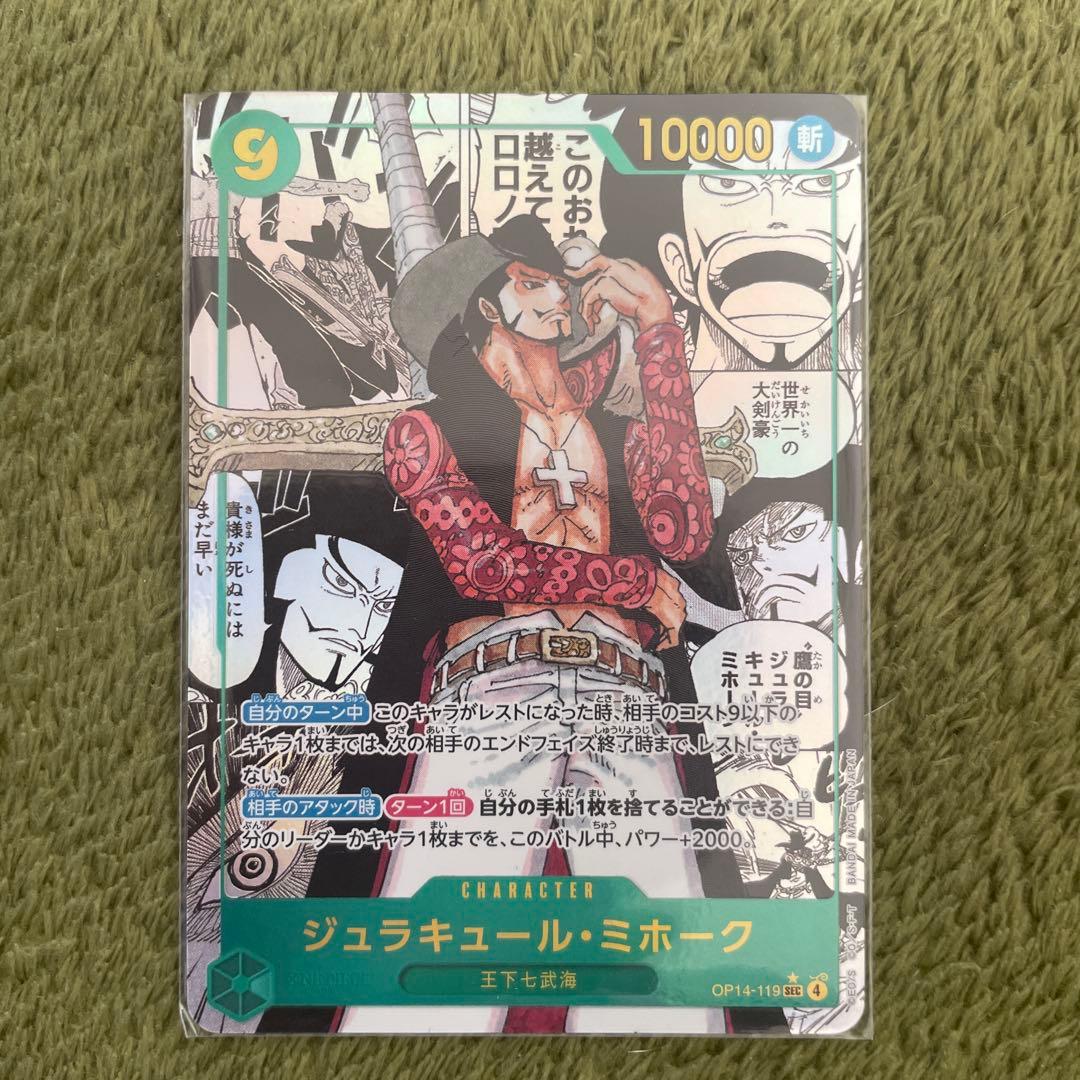 9
10000
斬
このおれ
越えて
ロロノ
世界一の
大剣豪
貴様が死ぬには
まだ早い
鷹の目
ジュラ
キュー
ミホー
自分のターン中 このキャラがレストになった時、相手のコスト9以下の
キャラ1枚までは、次の相手のエンドフェイズ終了時まで、レストにでき
ない。
相手のアタック時 ターン1回 自分の手札1枚を捨てることができる:自
分のリーダーかキャラ1枚までを、このバトル中、パワー+2000。
CHARACTER
ジュラキュール・ミホーク
王下七武海
OP14-119 SEC 4
BANDAI MADE IN JAPAN